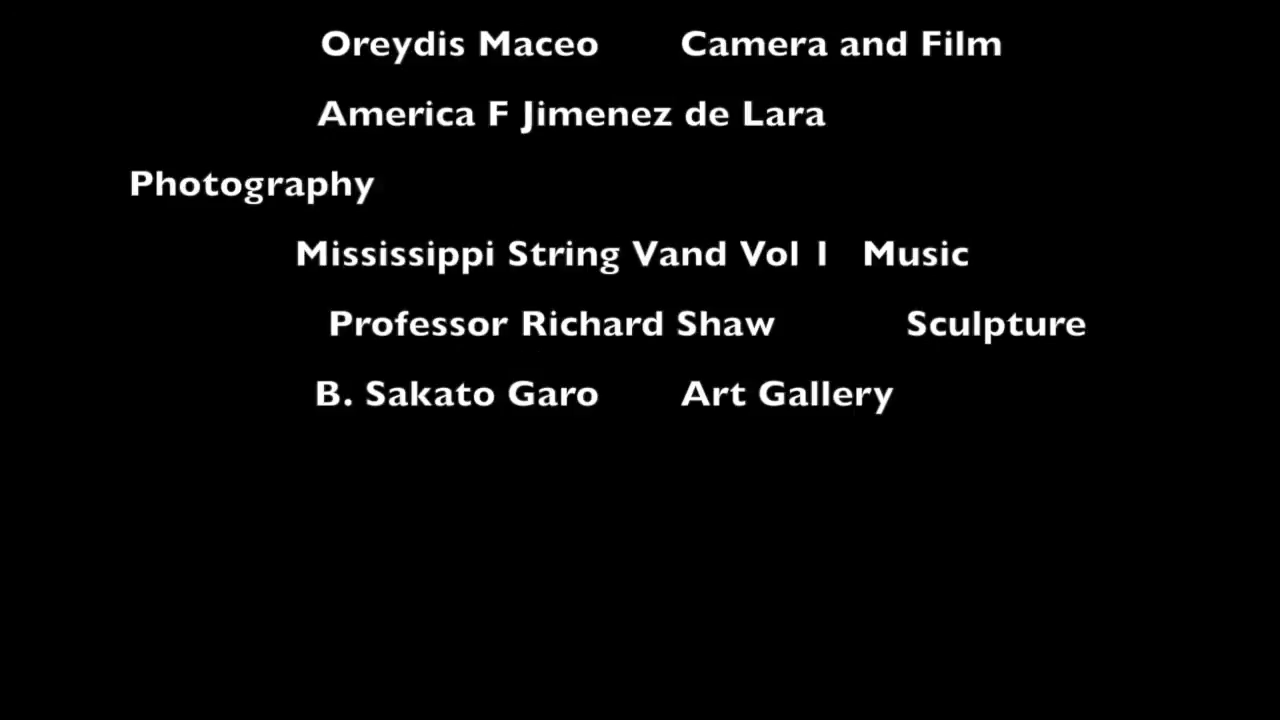 Oreydis Maceo Camera and Film
America F Jimenez de Lara
Photography
Mississippi String Vand Vol 1 Music
Professor Richard Shaw Sculpture
B. Sakato Garo Art Gallery